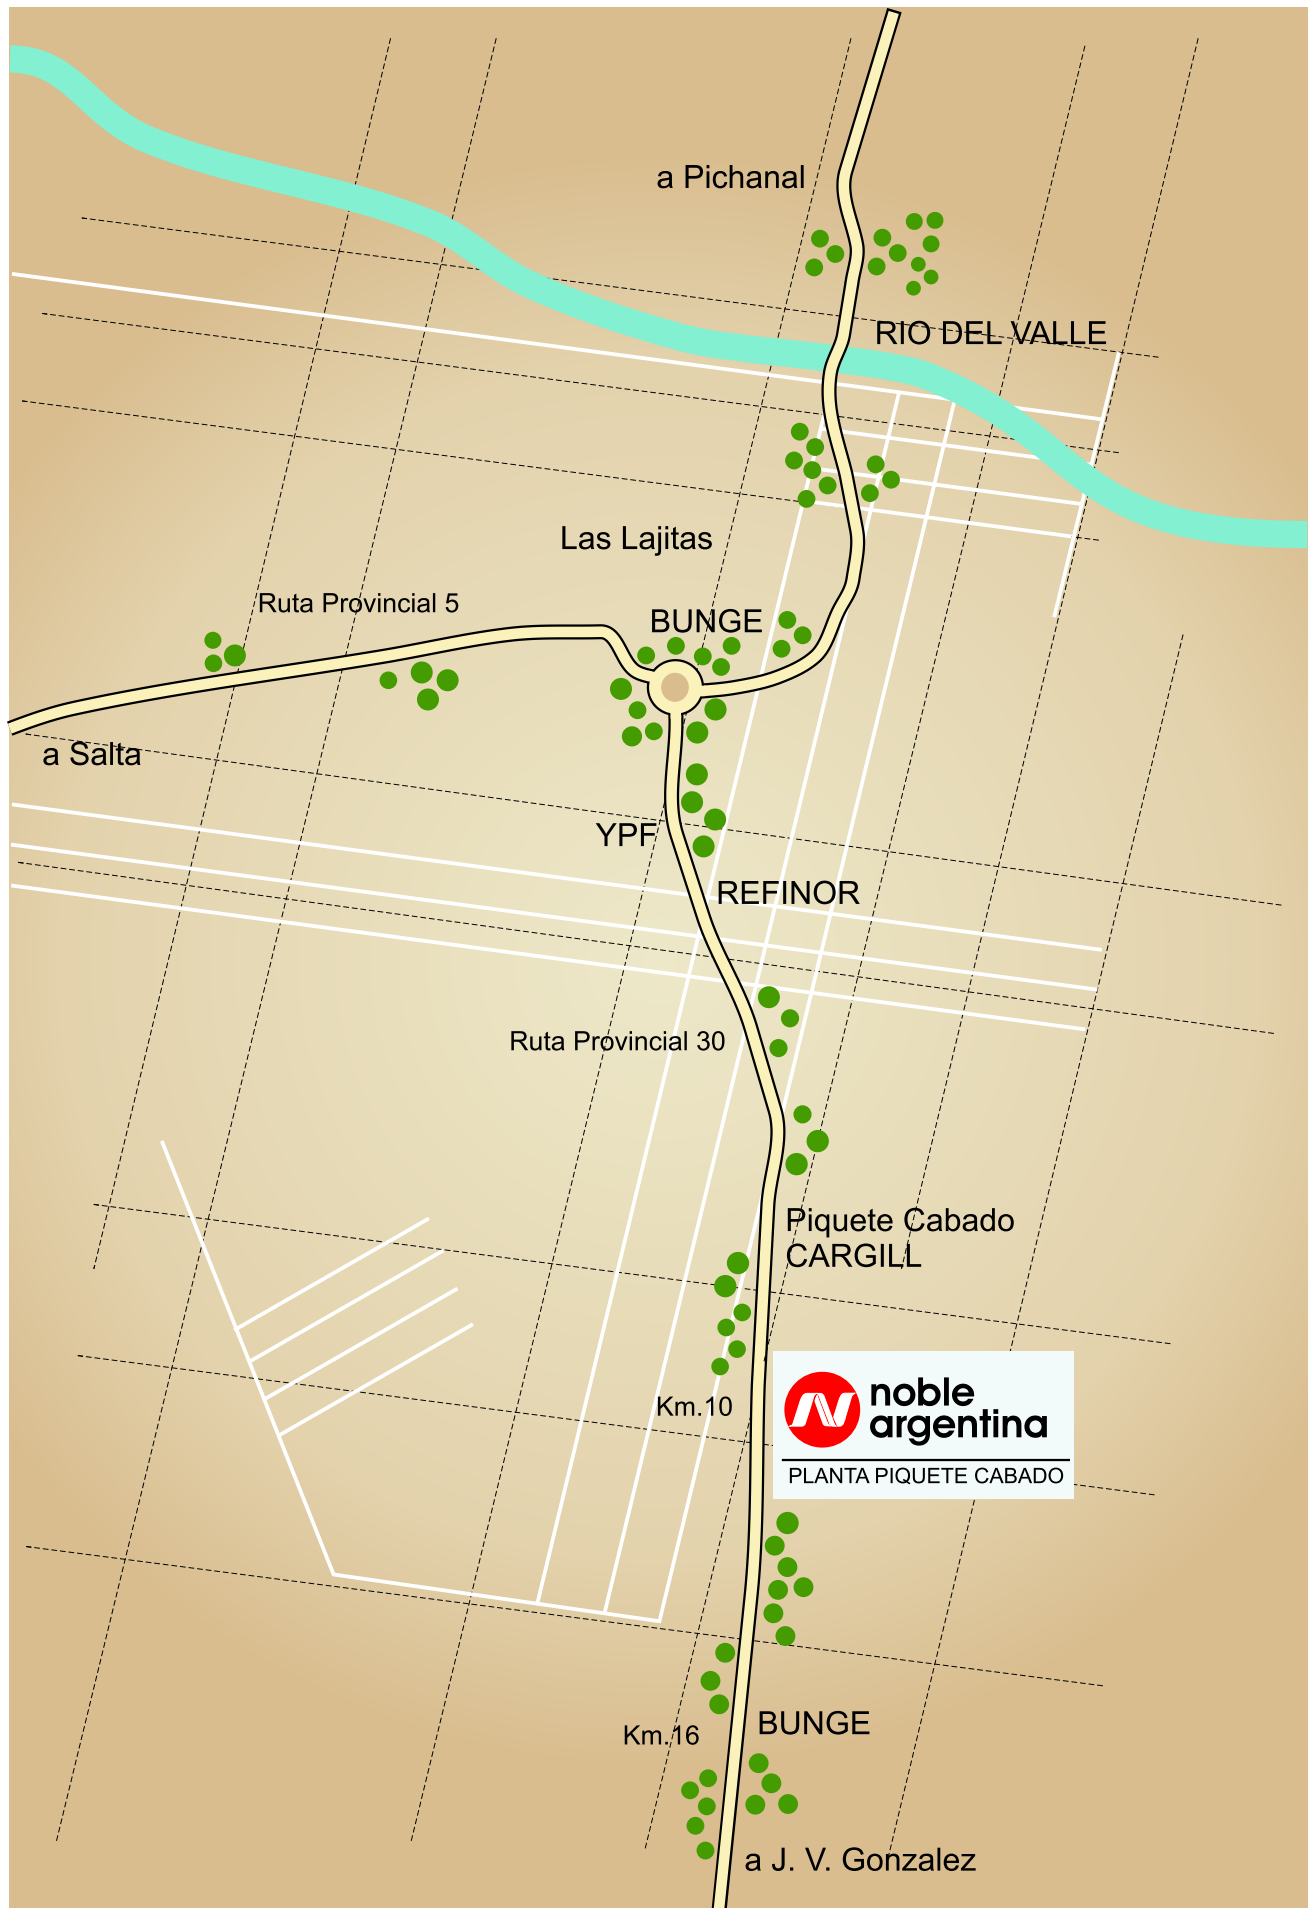 a Pichanal
RIO DEL VALLE
Las Lajitas
Ruta Provincial 5
BUNGE
a Salta
YPF
REFINOR
Ruta Provincial 30
Piquete Cabado
CARGILL
noble
argentina
Km.10
PLANTA PIQUETE CABADO
BUNGE
Km.16
a J. V. Gonzalez